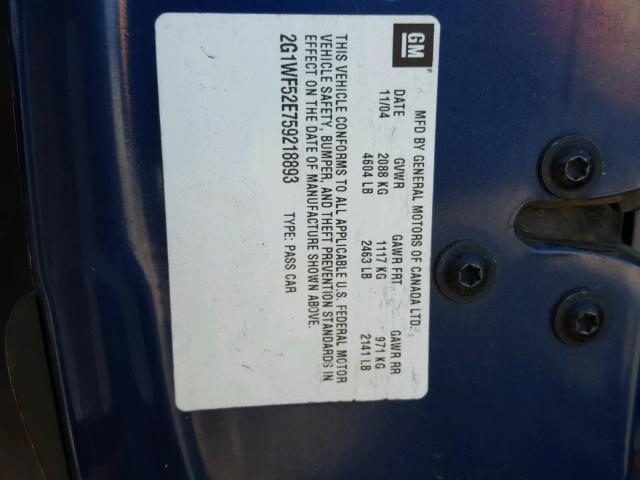 GM
MFD BY GENERAL MOTORS OF CANADA LTD.
DATE GVWR GAWR FRT GAWR RR
11/04 2088 KG 1117 KG 971 KG
4604 LB 2463 LB 2141 LB
THIS VEHICLE CONFORMS TO ALL APPLICABLE U.S. FEDERAL MOTOR
VEHICLE SAFETY, BUMPER, AND THEFT PREVENTION STANDARDS IN
EFFECT ON THE DATE OF MANUFACTURE SHOWN ABOVE.
2G1WF52E759218893 TYPE: PASS CAR